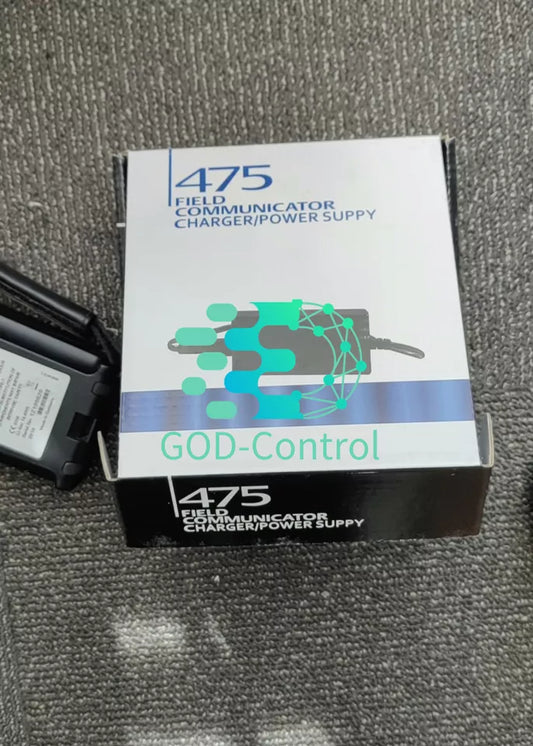 475
FIELD
COMMUNICATOR
CHARGER/POWER SUPPY
GOD-Control
475
FIELD
COMMUNICATOR
CHARGER/POWER SUPPY